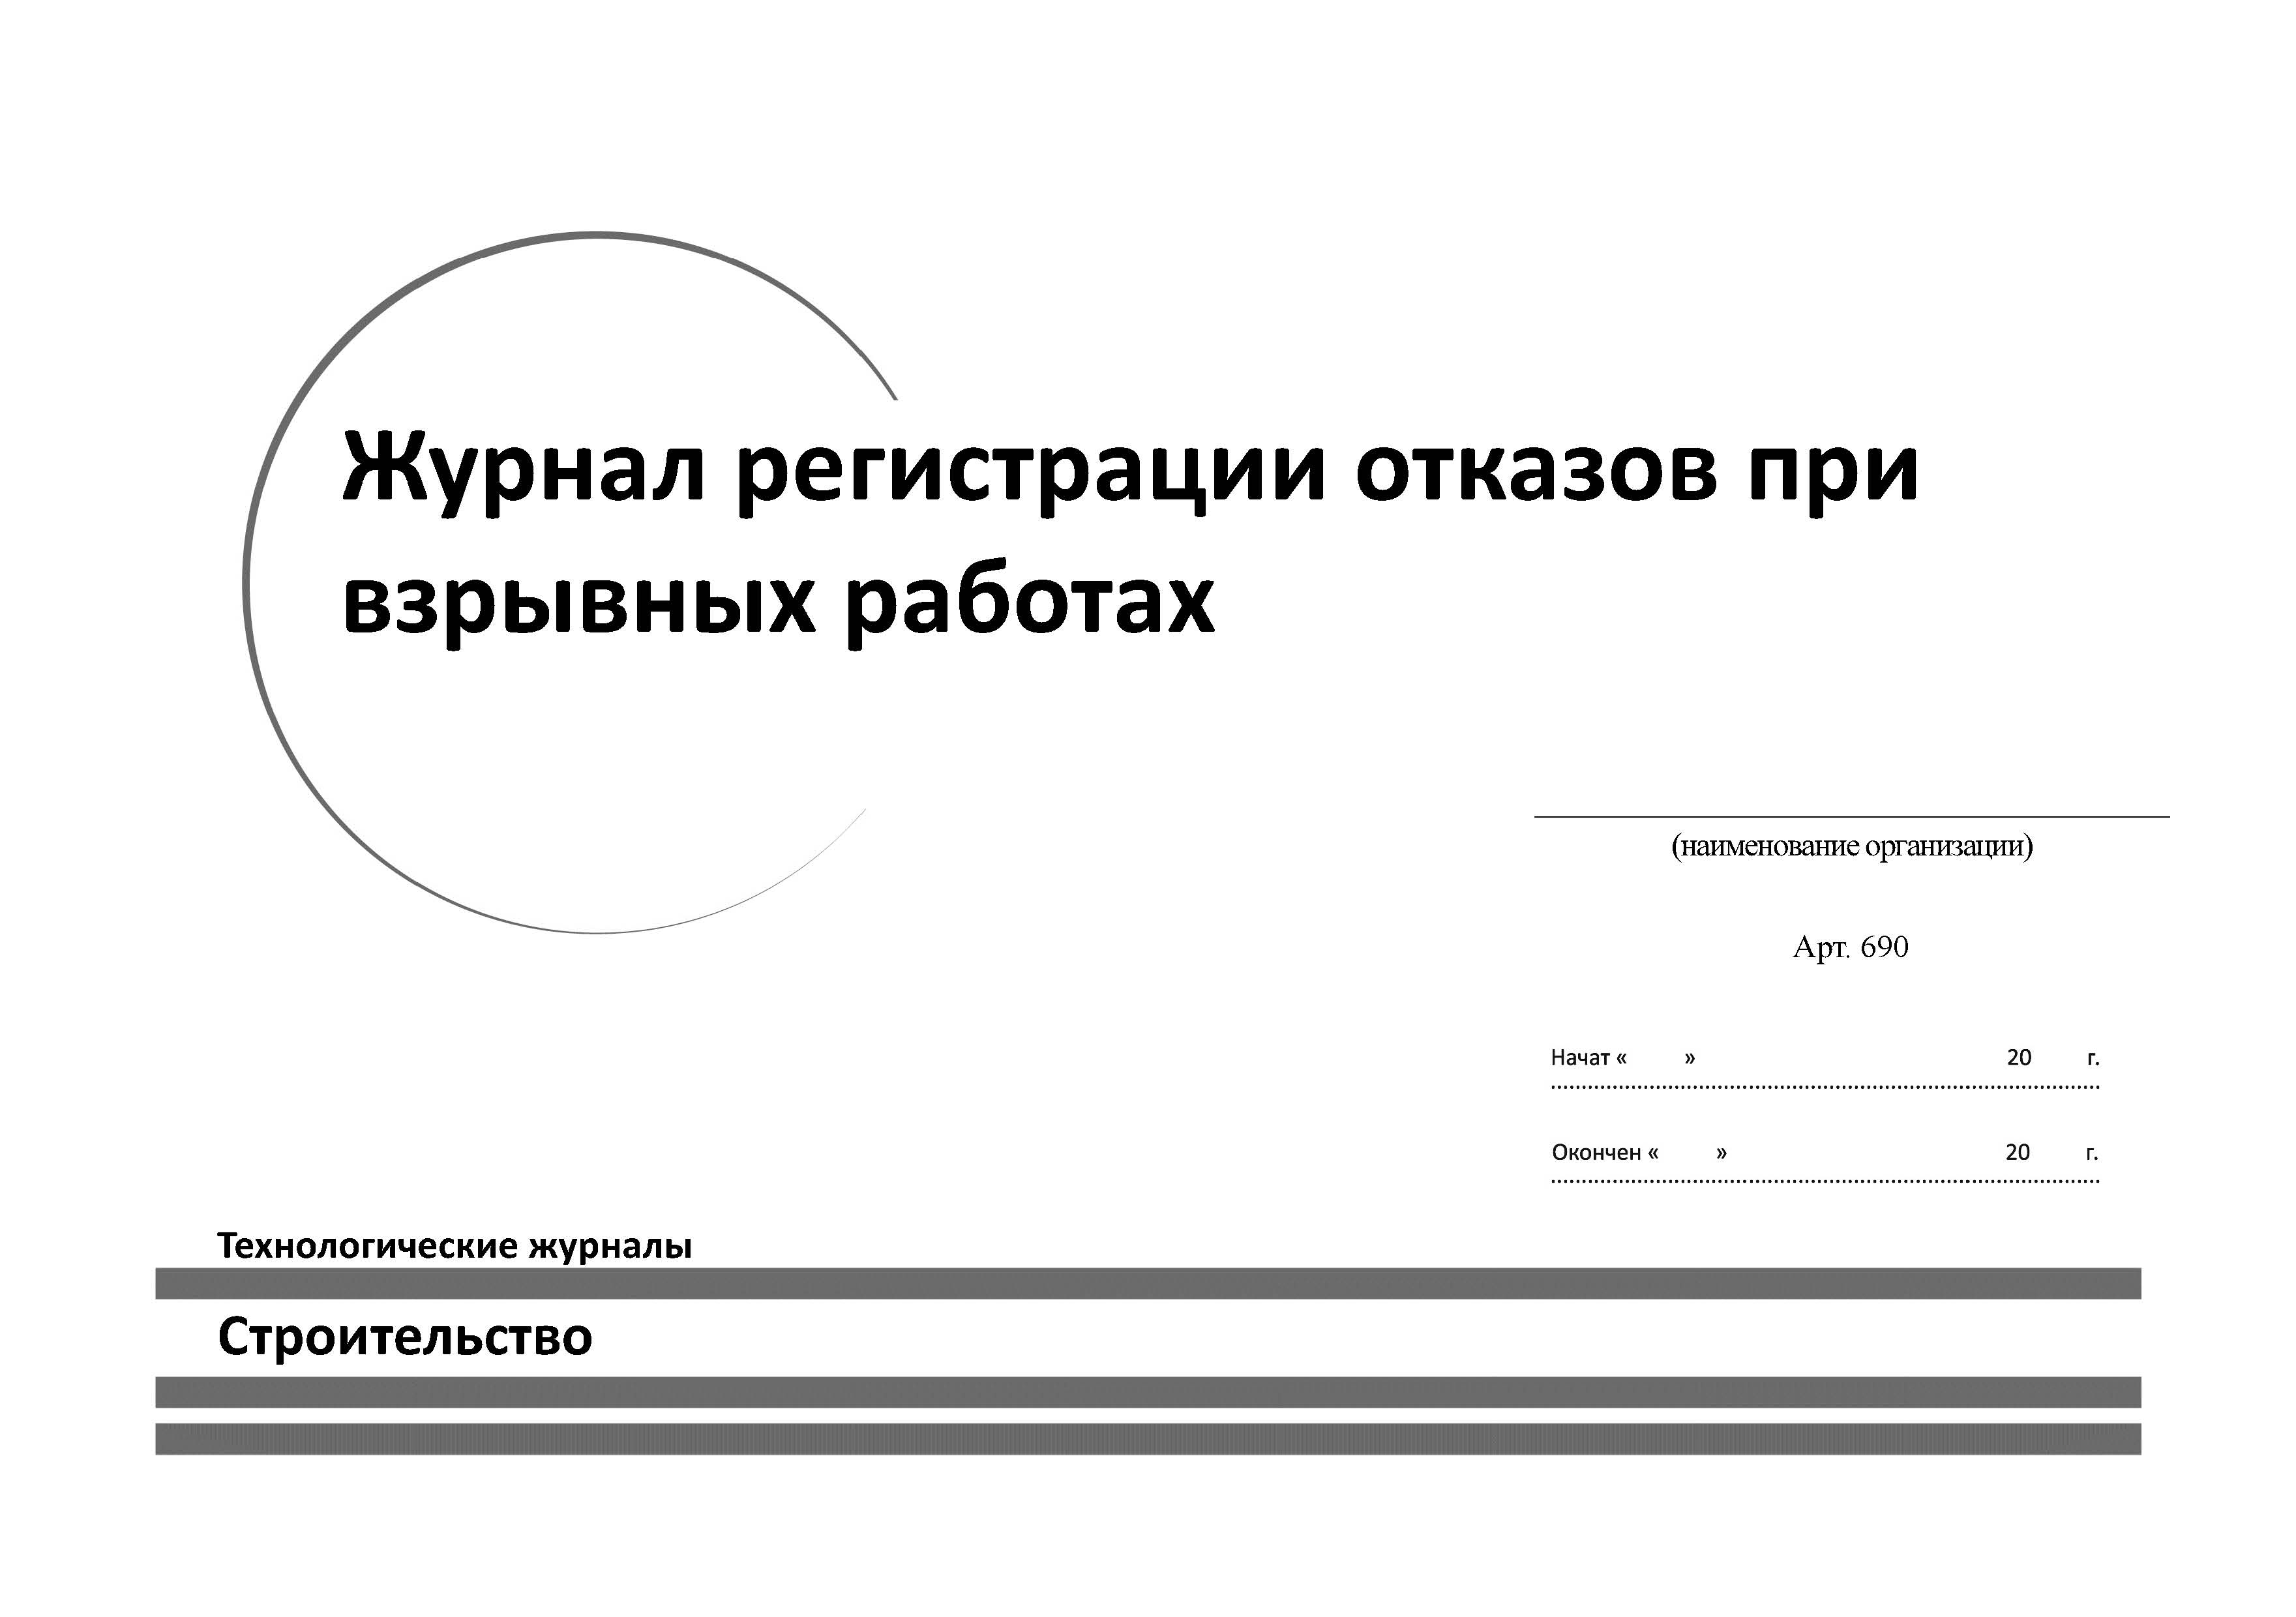 Журнал регистрации отказов при
взрывных работах
(наименование организации)
Арт. 690
Начат « » 20 г.
Окончен « » 20 г.
Технологические журналы
Строительство